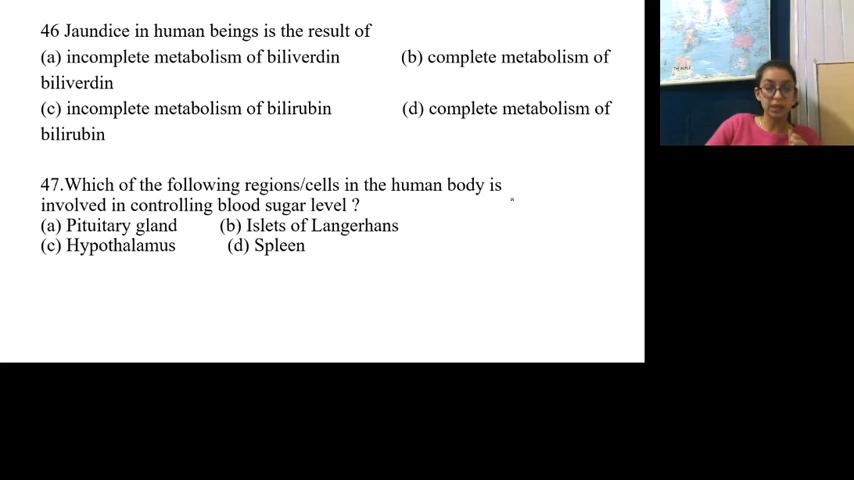 46 Jaundice in human beings is the result of
(a) incomplete metabolism of biliverdin (b) complete metabolism of
biliverdin
(c) incomplete metabolism of bilirubin (d) complete metabolism of
bilirubin
47.Which of the following regions/cells in the human body is
involved in controlling blood sugar level ?
(a) Pituitary gland (b) Islets of Langerhans
(c) Hypothalamus (d) Spleen